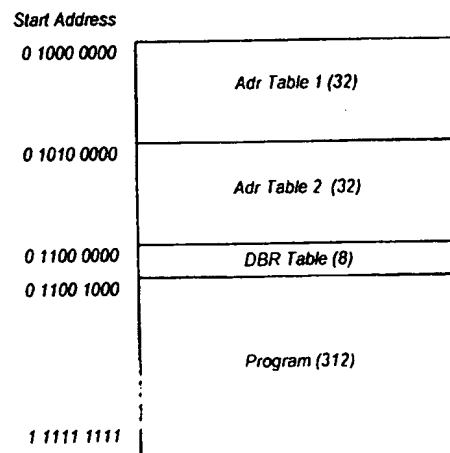 Start Address
0 1000 0000
Adr Table 1 (32)
0 1010 0000
Adr Table 2 (32)
0 1100 0000
DBR Table (8)
0 1100 1000
Program (312)
1 1111 1111